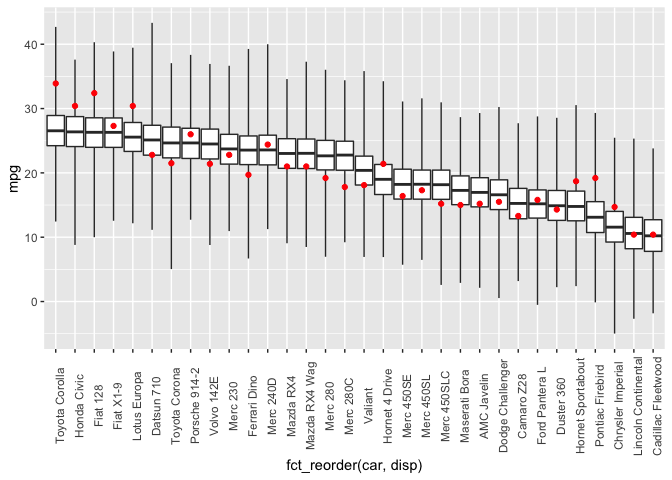 mpg
40
30
20
10
0
Toyota Corolla
Honda Civic
Fiat 128
Fiat X1-9
Lotus Europa
Datsun 710
Toyota Corona
Porsche 914-2
Volvo 142E
Merc 230
Ferrari Dino
Merc 240D
Mazda RX4
Mazda RX4 Wag
Merc 280
Merc 280C
Valiant
Hornet 4 Drive
Merc 450SE
Merc 450SL
Merc 450SLC
Maserati Bora
AMC Javelin
Dodge Challenger
Camaro Z28
Ford Pantera L
Duster 360
Hornet Sportabout
Pontiac Firebird
Chrysler Imperial
Lincoln Continental
Cadillac Fleetwood
fct_reorder(car, disp)